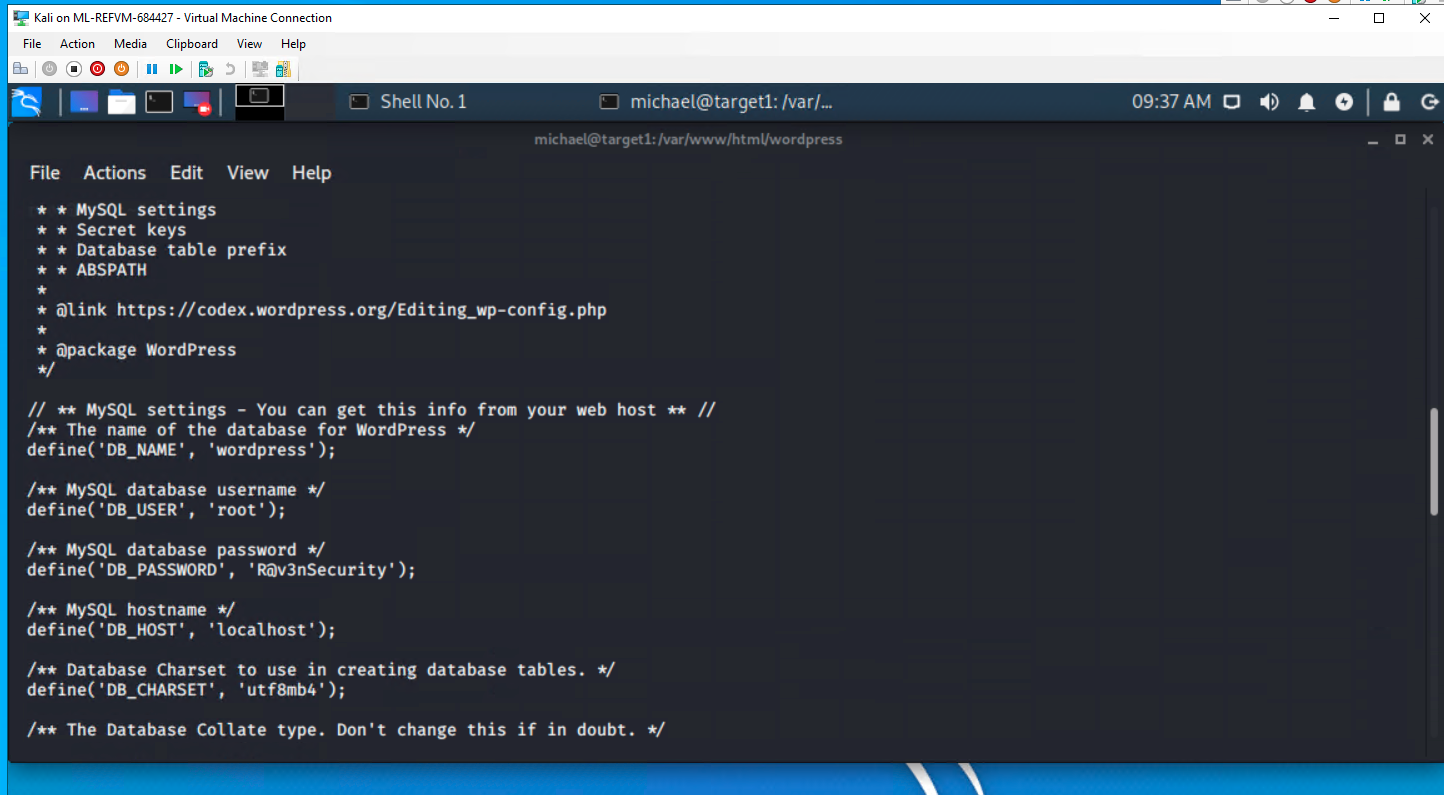 Kali on ML-REFVM-684427 - Virtual Machine Connection
File Action Media Clipboard View Help
Shell No. 1 michael@target1: /var/... 09:37 AM
michael@target1: /var/www/html/wordpress
File Actions Edit View Help
* * MySQL settings
* * Secret keys
* * Database table prefix
* * ABSPATH
*
* @link https://codex.wordpress.org/Editing_wp-config.php
*
* @package WordPress
*/
// ** MySQL settings - You can get this info from your web host ** //
/** The name of the database for WordPress */
define('DB_NAME', 'wordpress');
/** MySQL database username */
define('DB_USER', 'root');
/** MySQL database password */
define('DB_PASSWORD', 'R@v3nSecurity');
/** MySQL hostname */
define('DB_HOST', 'localhost');
/** Database Charset to use in creating database tables. */
define('DB_CHARSET', 'utf8mb4');
/** The Database Collate type. Don't change this if in doubt. */